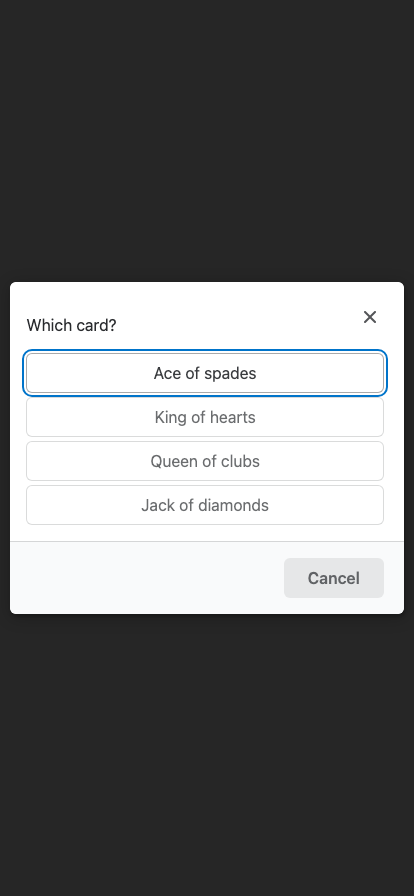 Which card?
Ace of spades
King of hearts
Queen of clubs
Jack of diamonds
Cancel